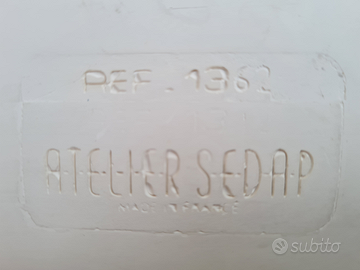 REF. 1362
ATELIER SEDAP
MADE IN FRANCE
subito